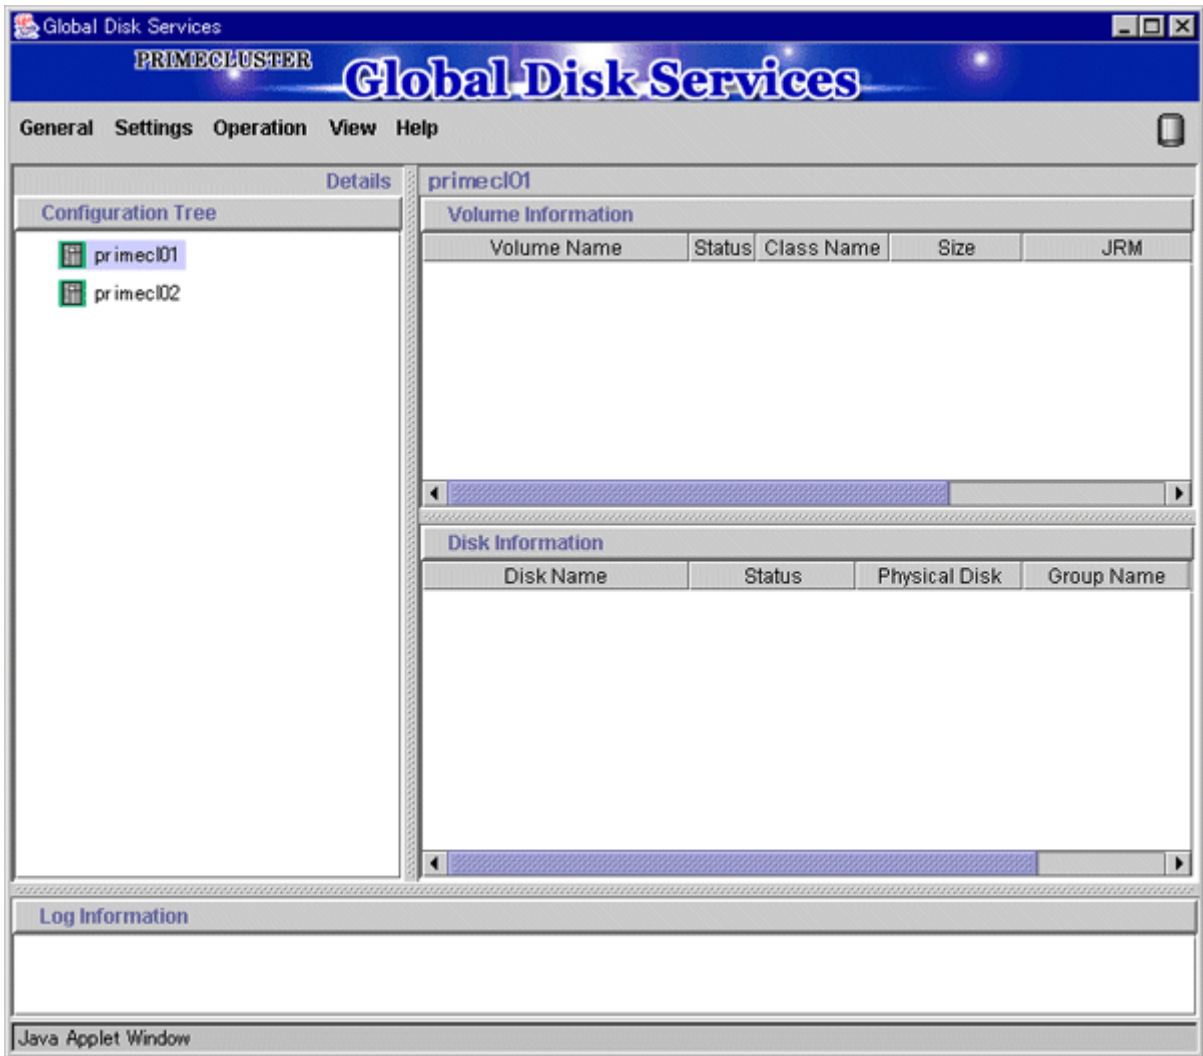 Global Disk Services
PRIMECLUSTER
Global Disk Services
General Settings Operation View Help
Details
Configuration Tree
primecl01
primecl02
primecl01
Volume Information
Volume Name Status Class Name Size JRM
Disk Information
Disk Name Status Physical Disk Group Name
Log Information
Java Applet Window